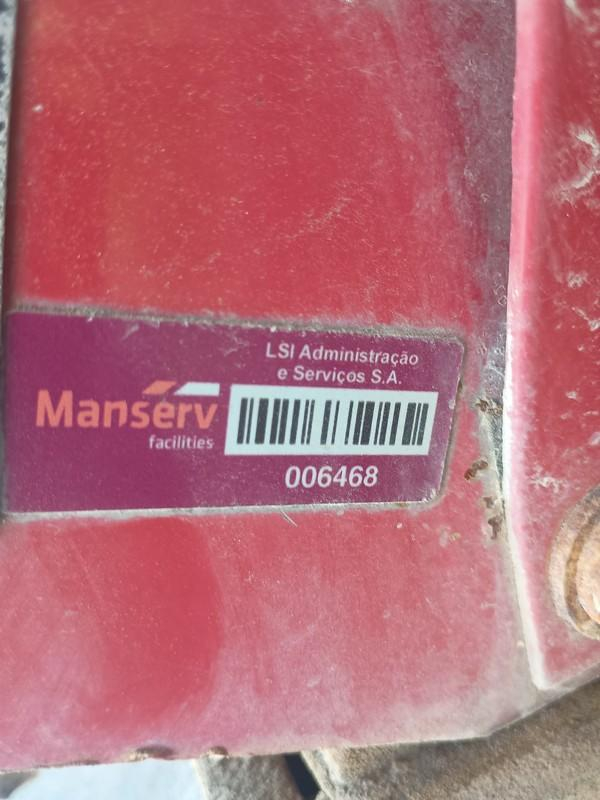 LSI Administração
e Serviços S.A.
Manserv
facilities
006468